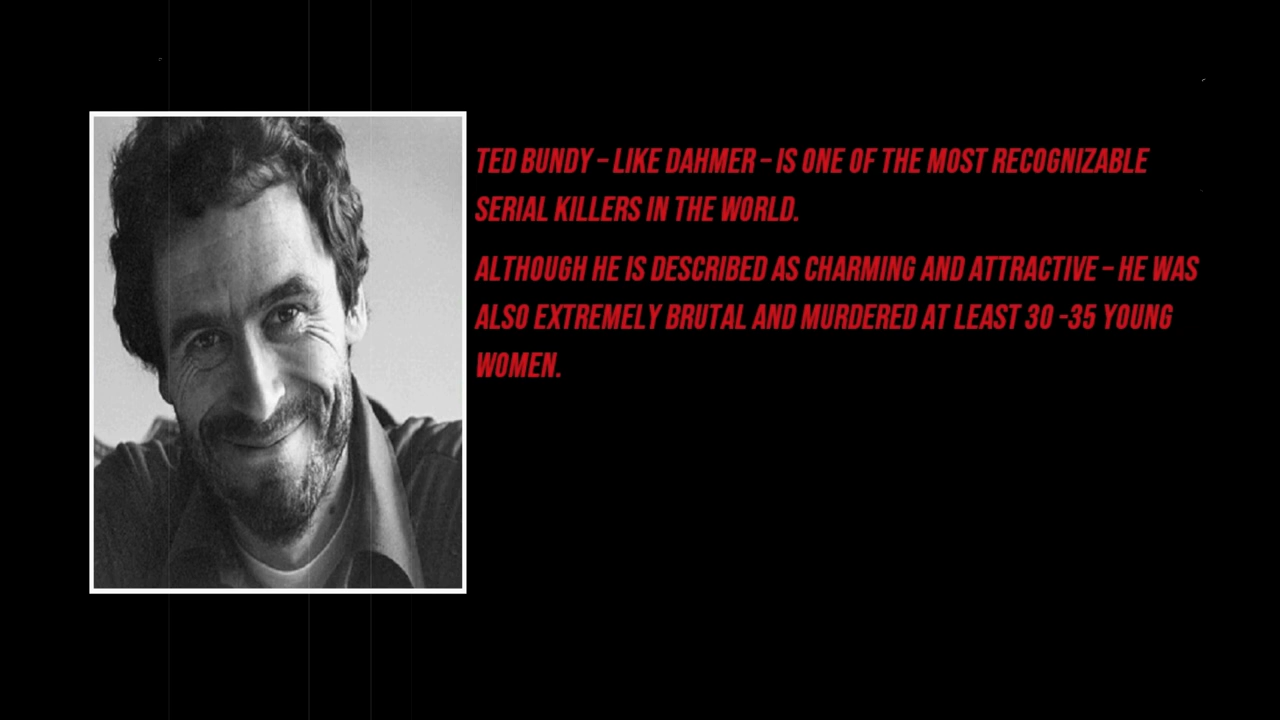 TED BUNDY – LIKE DAHMER – IS ONE OF THE MOST RECOGNIZABLE
SERIAL KILLERS IN THE WORLD.
ALTHOUGH HE IS DESCRIBED AS CHARMING AND ATTRACTIVE – HE WAS
ALSO EXTREMELY BRUTAL AND MURDERED AT LEAST 30 -35 YOUNG
WOMEN.